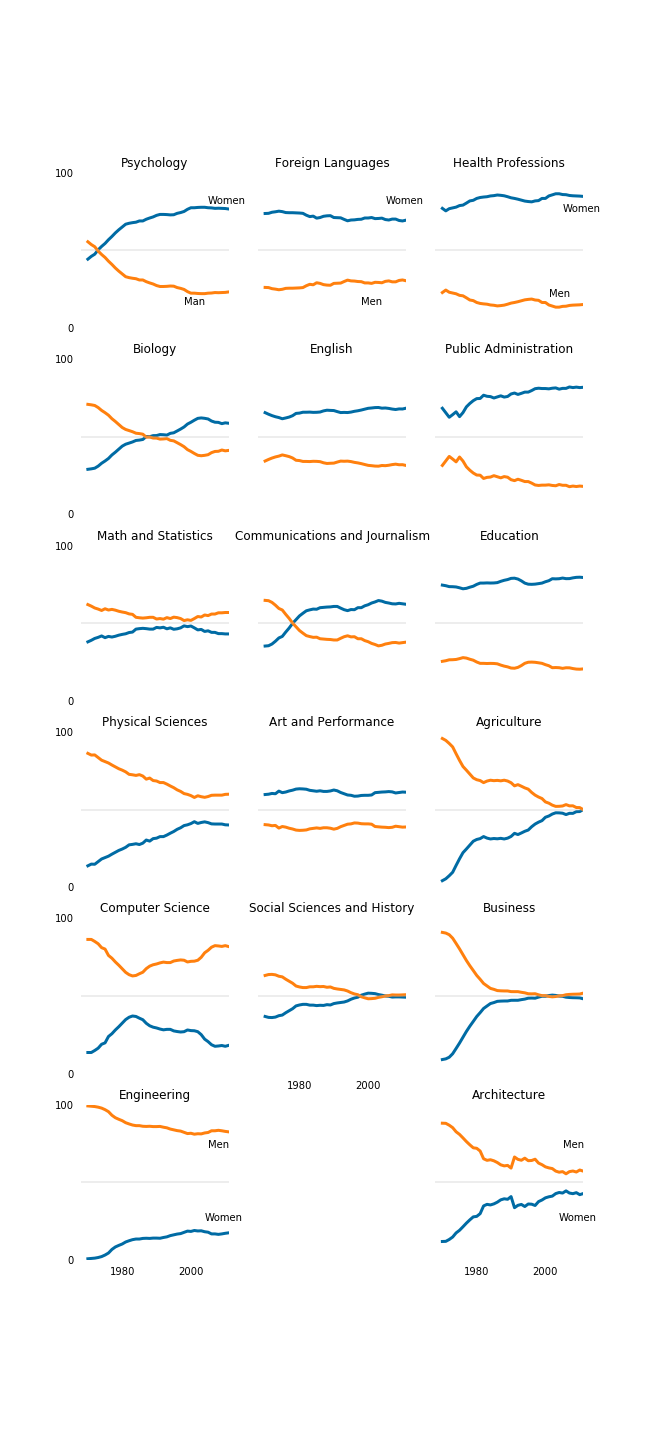 Psychology
Foreign Languages
Health Professions
100
Women
Women
Women
Man
Men
Men
0
100
Biology
English
Public Administration
0
100
Math and Statistics
Communications and Journalism
Education
0
100
Physical Sciences
Art and Performance
Agriculture
0
100
Computer Science
Social Sciences and History
Business
0
1980
2000
100
Engineering
Architecture
Men
Men
Women
Women
0
1980
2000
1980
2000